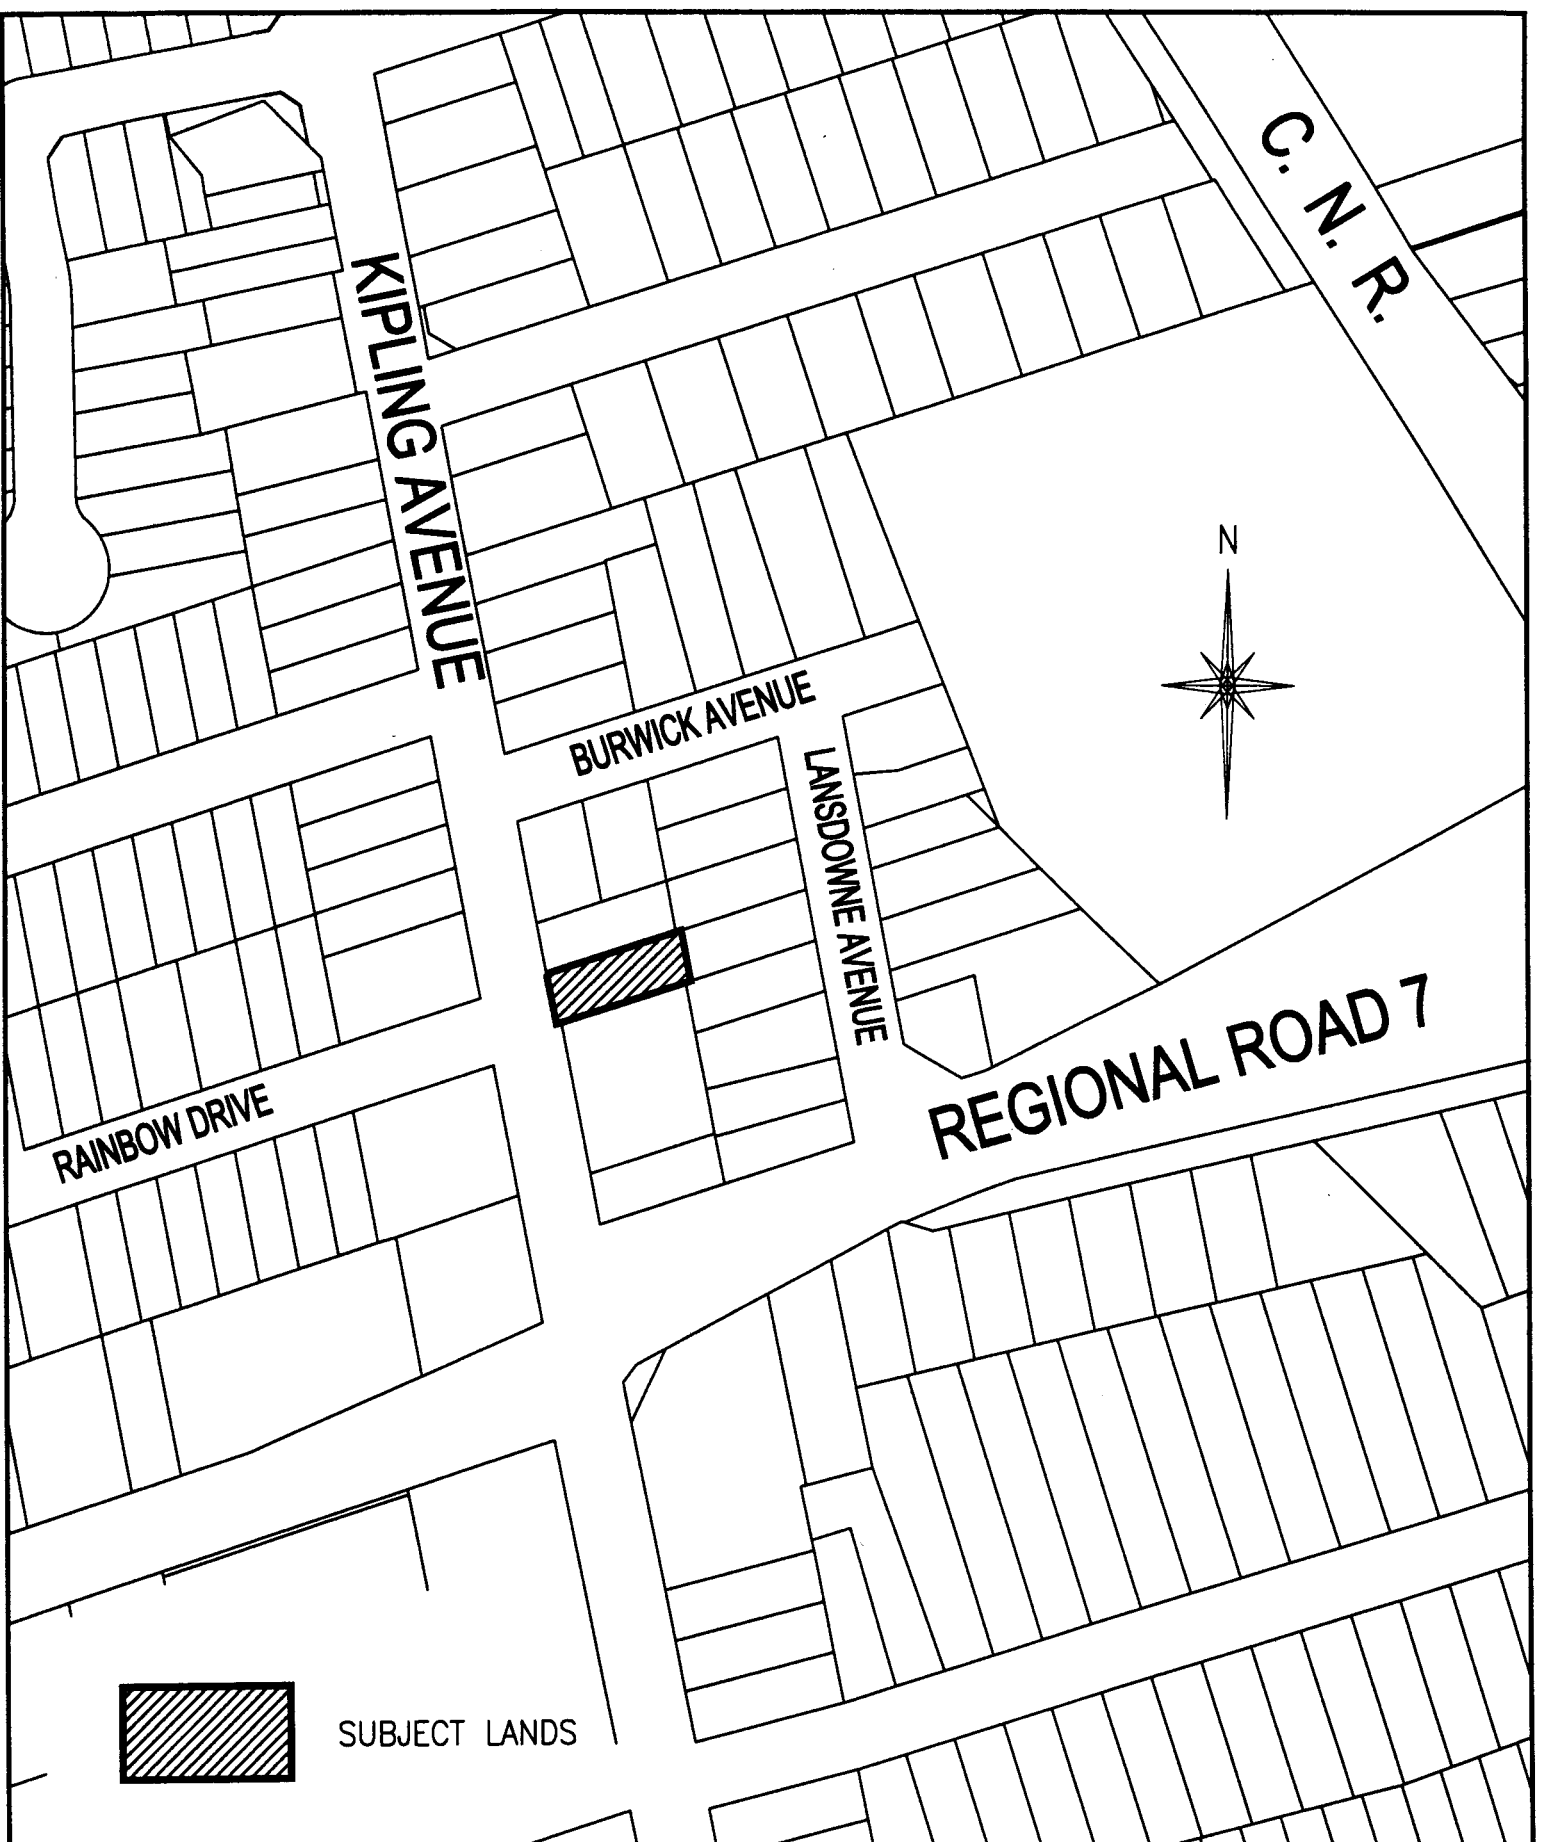 C. N. R.
KIPLING AVENUE
N
BURWICK AVENUE
LANSDOWNE AVENUE
REGIONAL ROAD 7
RAINBOW DRIVE
SUBJECT LANDS